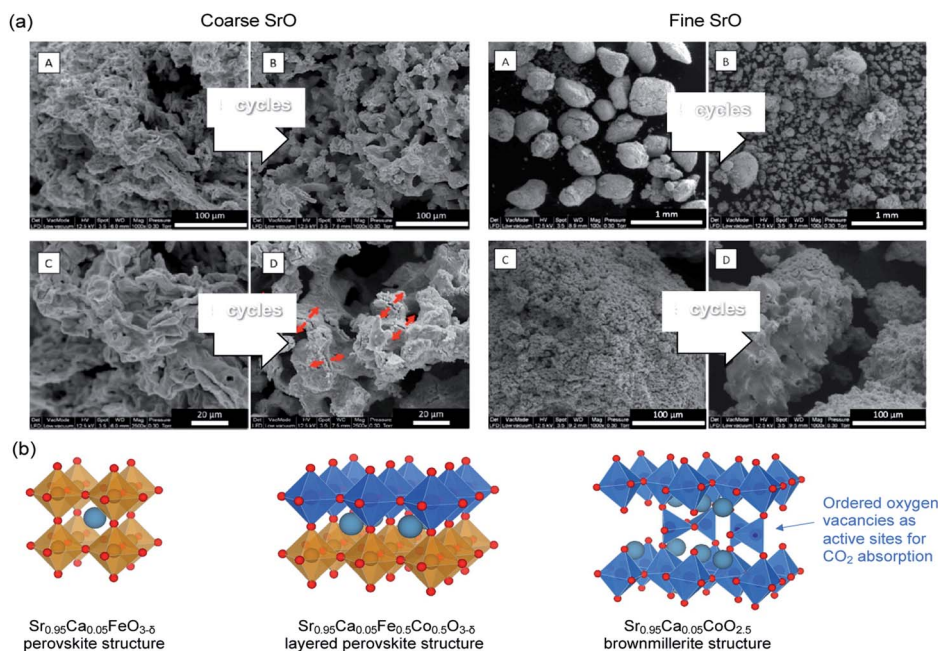 (a)
Coarse SrO
Fine SrO
A
B
cycles
100 µm
100 µm
A
B
cycles
1 mm
1 mm
C
D
cycles
20 µm
20 µm
C
D
cycles
100 µm
100 µm
(b)
Ordered oxygen
vacancies as
active sites for
CO₂ absorption
Sr₀.₉₅Ca₀.₀₅FeO₃₋δ
perovskite structure
Sr₀.₉₅Ca₀.₀₅Fe₀.₅Co₀.₅O₃₋δ
layered perovskite structure
Sr₀.₉₅Ca₀.₀₅CoO₂.₅
brownmillerite structure